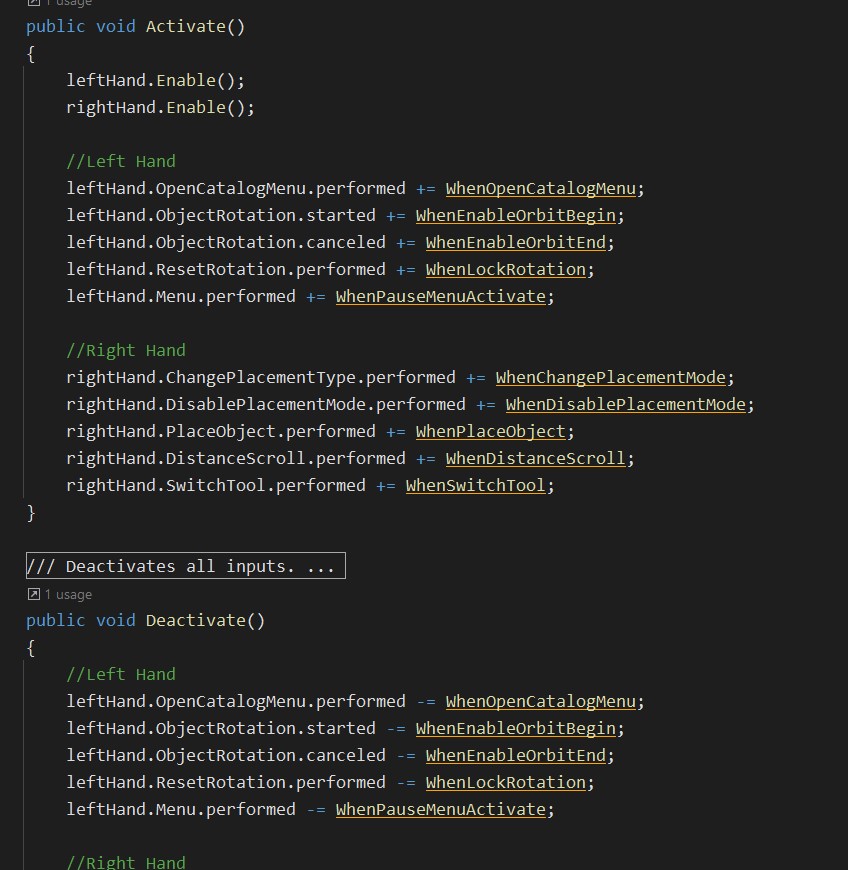 1 usage
public void Activate()
{
leftHand.Enable();
rightHand.Enable();
//Left Hand
leftHand.OpenCatalogMenu.performed += WhenOpenCatalogMenu;
leftHand.ObjectRotation.started += WhenEnableOrbitBegin;
leftHand.ObjectRotation.canceled += WhenEnableOrbitEnd;
leftHand.ResetRotation.performed += WhenLockRotation;
leftHand.Menu.performed += WhenPauseMenuActivate;
//Right Hand
rightHand.ChangePlacementType.performed += WhenChangePlacementMode;
rightHand.DisablePlacementMode.performed += WhenDisablePlacementMode;
rightHand.PlaceObject.performed += WhenPlaceObject;
rightHand.DistanceScroll.performed += WhenDistanceScroll;
rightHand.SwitchTool.performed += WhenSwitchTool;
}
/// Deactivates all inputs. ...
1 usage
public void Deactivate()
{
//Left Hand
leftHand.OpenCatalogMenu.performed -= WhenOpenCatalogMenu;
leftHand.ObjectRotation.started -= WhenEnableOrbitBegin;
leftHand.ObjectRotation.canceled -= WhenEnableOrbitEnd;
leftHand.ResetRotation.performed -= WhenLockRotation;
leftHand.Menu.performed -= WhenPauseMenuActivate;
//Right Hand